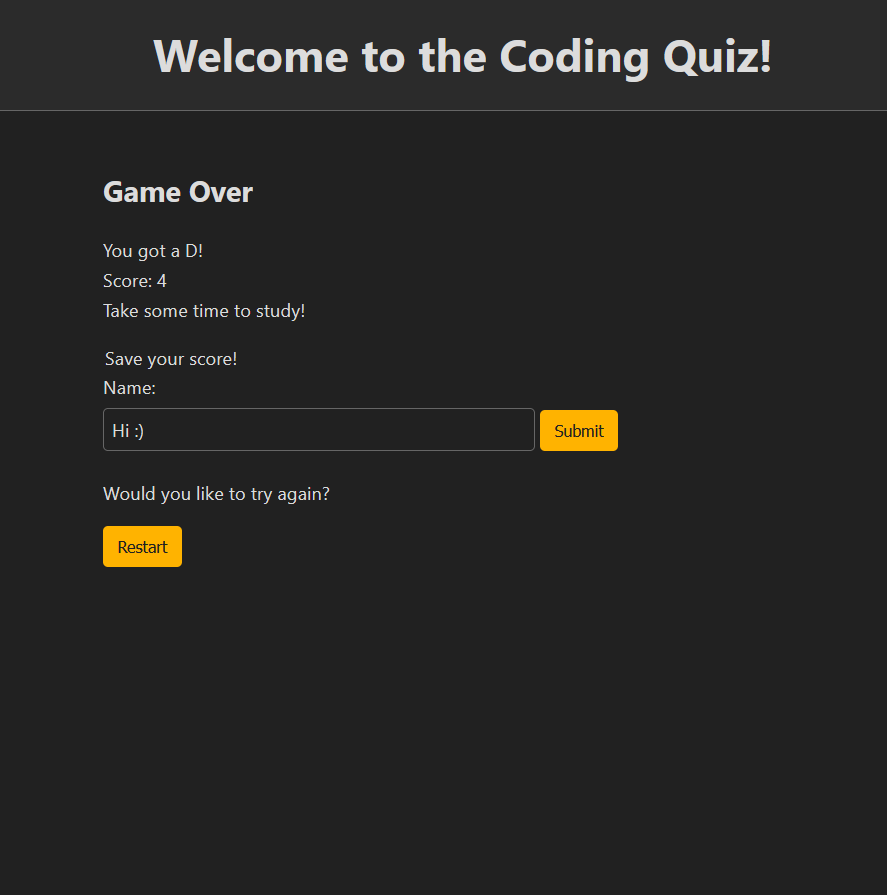 Welcome to the Coding Quiz!
Game Over
You got a D!
Score: 4
Take some time to study!
Save your score!
Name:
Hi :) Submit
Would you like to try again?
Restart